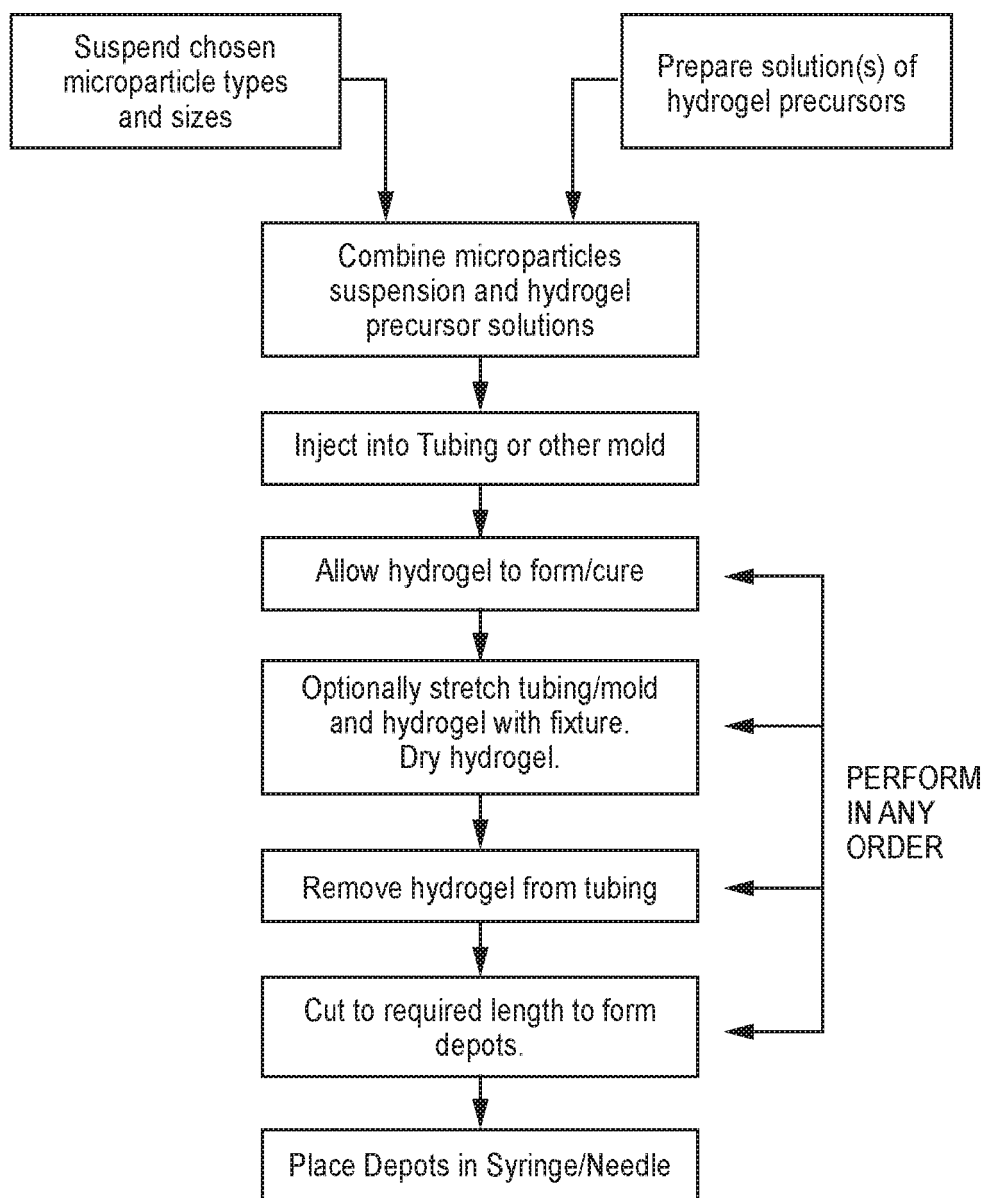 Suspend chosen
microparticle types
and sizes
Prepare solution(s) of
hydrogel precursors
Combine microparticles
suspension and hydrogel
precursor solutions
Inject into Tubing or other mold
Allow hydrogel to form/cure
Optionally stretch tubing/mold
and hydrogel with fixture.
Dry hydrogel.
Remove hydrogel from tubing
Cut to required length to form
depots.
PERFORM
IN ANY
ORDER
Place Depots in Syringe/Needle